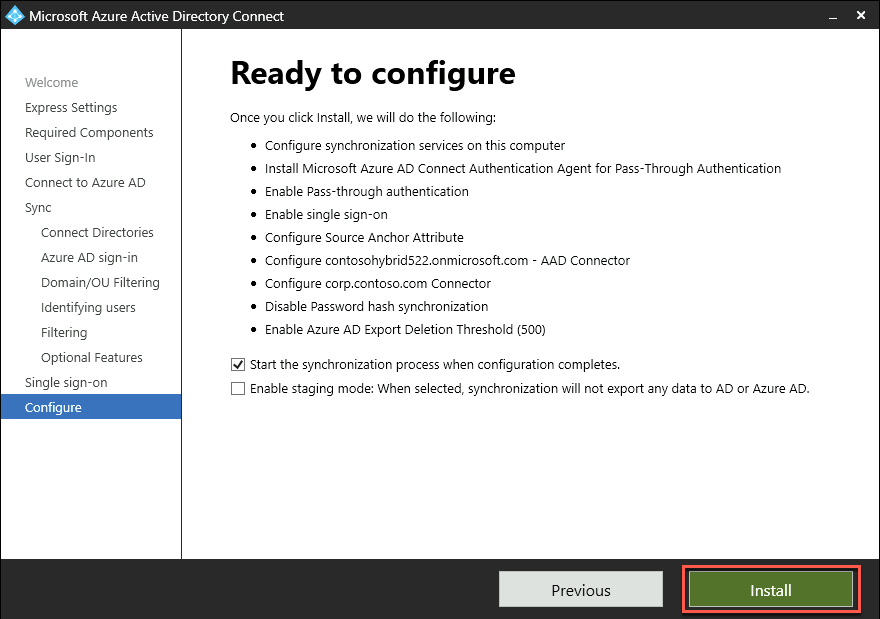 Microsoft Azure Active Directory Connect
Welcome
Express Settings
Required Components
User Sign-In
Connect to Azure AD
Sync
Connect Directories
Azure AD sign-in
Domain/OU Filtering
Identifying users
Filtering
Optional Features
Single sign-on
Configure
Ready to configure
Once you click Install, we will do the following:
• Configure synchronization services on this computer
• Install Microsoft Azure AD Connect Authentication Agent for Pass-Through Authentication
• Enable Pass-through authentication
• Enable single sign-on
• Configure Source Anchor Attribute
• Configure contosohybrid522.onmicrosoft.com - AAD Connector
• Configure corp.contoso.com Connector
• Disable Password hash synchronization
• Enable Azure AD Export Deletion Threshold (500)
Start the synchronization process when configuration completes.
Enable staging mode: When selected, synchronization will not export any data to AD or Azure AD.
Previous
Install